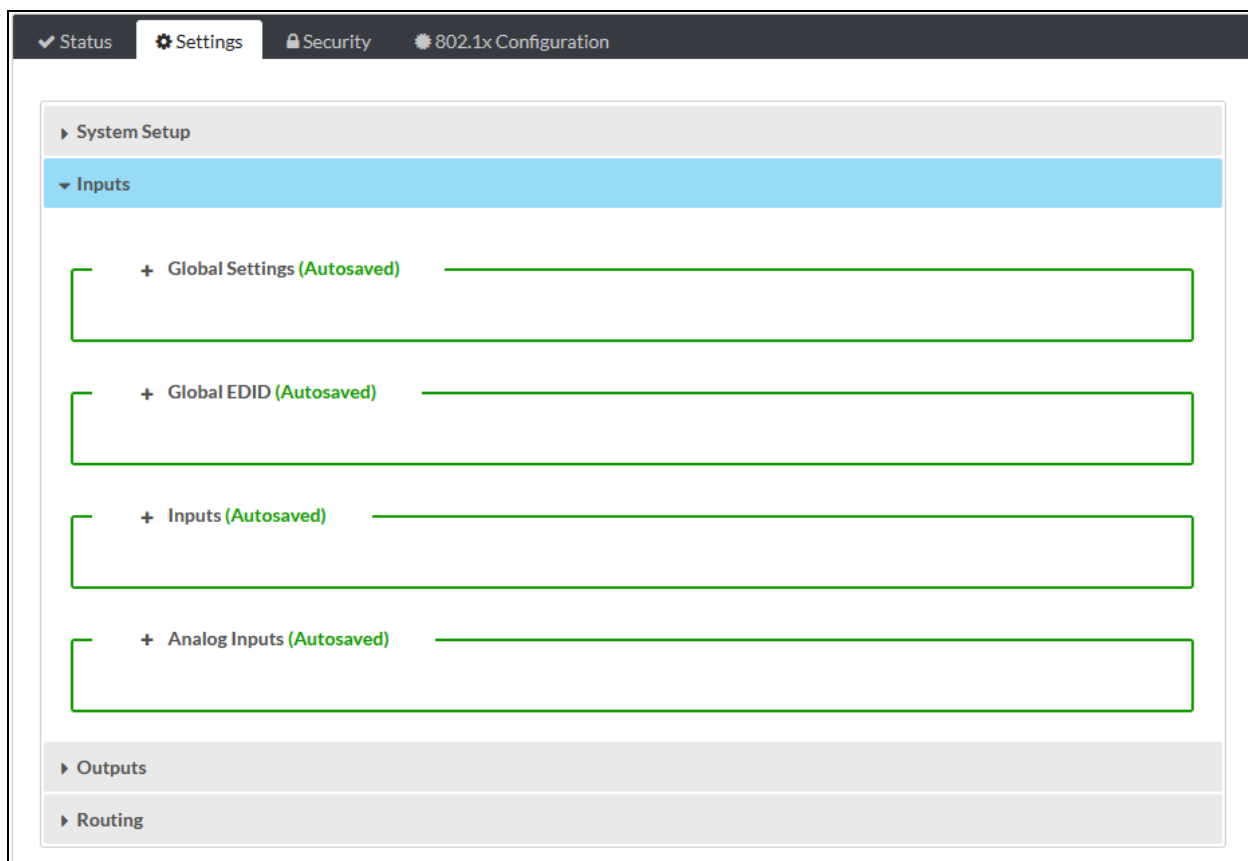 Status Settings Security 802.1x Configuration
System Setup
Inputs
Global Settings (Autosaved)
Global EDID (Autosaved)
Inputs (Autosaved)
Analog Inputs (Autosaved)
Outputs
Routing